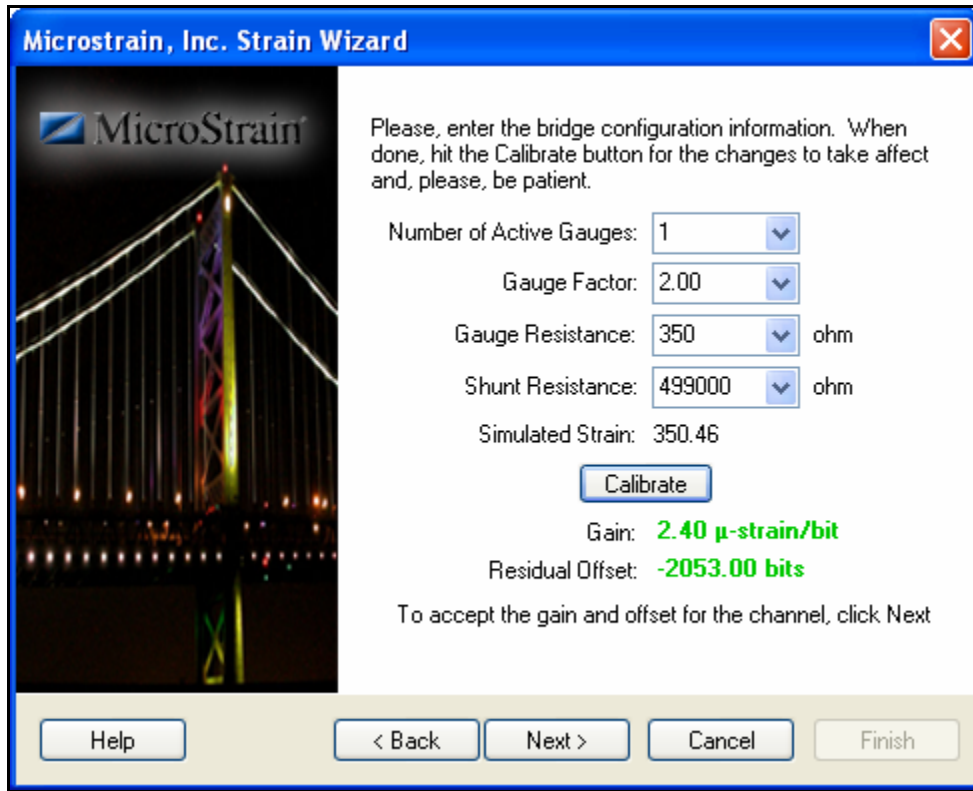 Microstrain, Inc. Strain Wizard
MicroStrain
Please, enter the bridge configuration information. When
done, hit the Calibrate button for the changes to take affect
and, please, be patient.
Number of Active Gauges: 1
Gauge Factor: 2.00
Gauge Resistance: 350 ohm
Shunt Resistance: 499000 ohm
Simulated Strain: 350.46
Calibrate
Gain: 2.40 µ-strain/bit
Residual Offset: -2053.00 bits
To accept the gain and offset for the channel, click Next
Help < Back Next > Cancel Finish